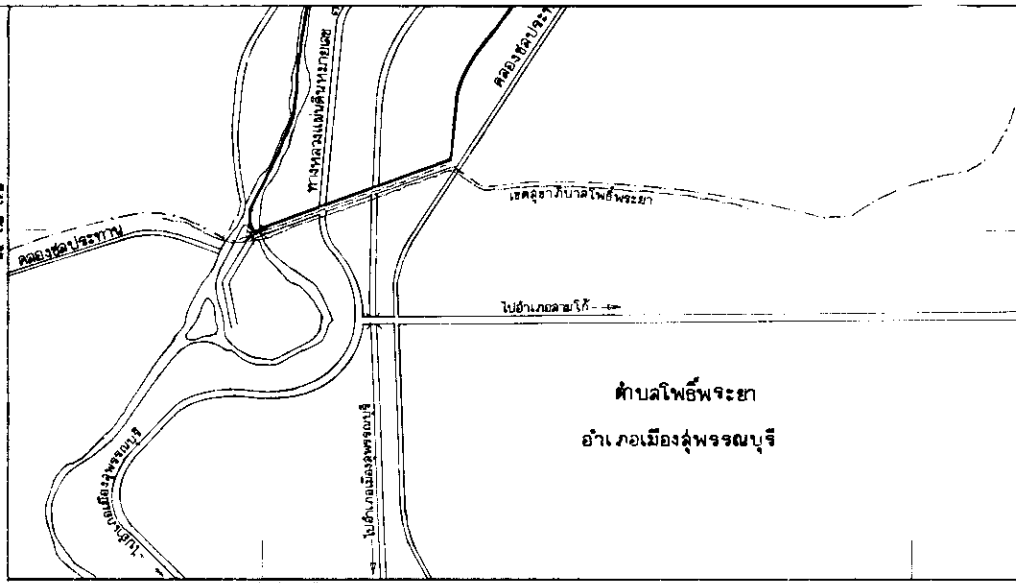 คลองชลประทาน
ทางหลวงแผ่นดินหมายเลข
คลองชลประทาน
เขตสุขาภิบาลโพธิ์พระยา
ไปอำเภอสามโก้
ตำบลโพธิ์พระยา
อำเภอเมืองสุพรรณบุรี
ไปอำเภอเมืองสุพรรณบุรี
ไปอำเภอเมืองสุพรรณบุรี